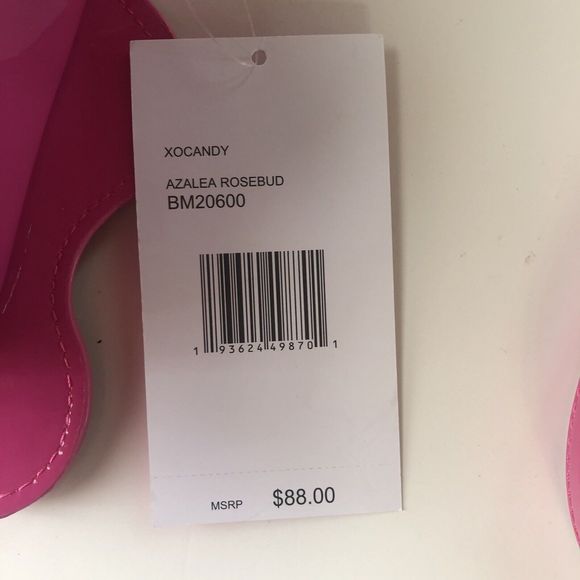 XOCANDY
AZALEA ROSEBUD
BM20600
1 93624 49870 1
MSRP $88.00